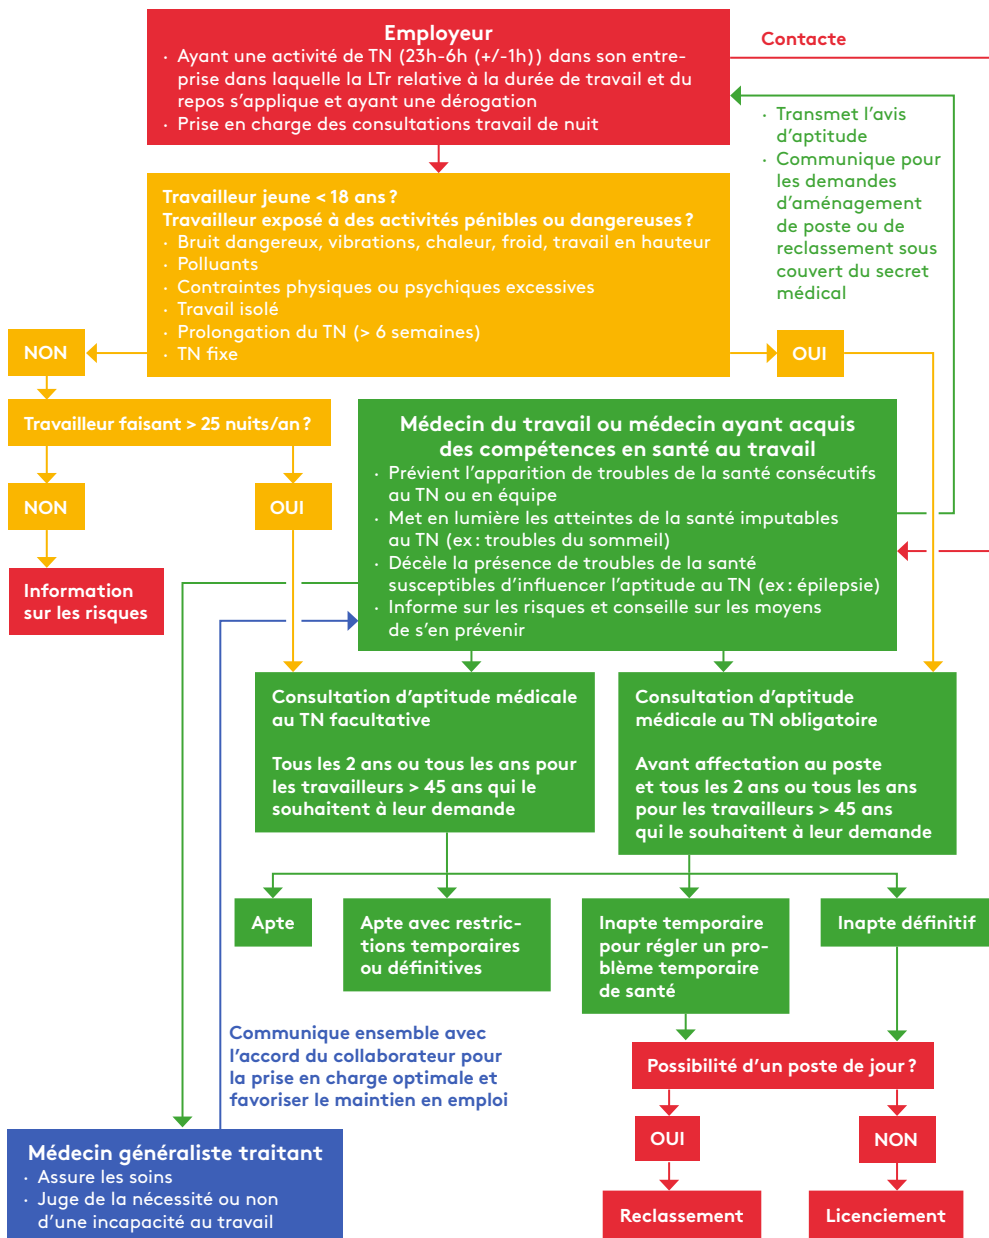 Employeur
· Ayant une activité de TN (23h-6h (+/-1h)) dans son entre-
prise dans laquelle la LTr relative à la durée de travail et du
repos s’applique et ayant une dérogation
· Prise en charge des consultations travail de nuit
Contacte
· Transmet l’avis
d’aptitude
· Communique pour
les demandes
d’aménagement
de poste ou de
reclassement sous
couvert du secret
médical
Travailleur jeune < 18 ans ?
Travailleur exposé à des activités pénibles ou dangereuses ?
· Bruit dangereux, vibrations, chaleur, froid, travail en hauteur
· Polluants
· Contraintes physiques ou psychiques excessives
· Travail isolé
· Prolongation du TN (> 6 semaines)
· TN fixe
NON
OUI
Travailleur faisant > 25 nuits/an ?
NON
OUI
Information
sur les risques
Médecin du travail ou médecin ayant acquis
des compétences en santé au travail
· Prévient l’apparition de troubles de la santé consécutifs
au TN ou en équipe
· Met en lumière les atteintes de la santé imputables
au TN (ex : troubles du sommeil)
· Décèle la présence de troubles de la santé
susceptibles d’influencer l’aptitude au TN (ex : épilepsie)
· Informe sur les risques et conseille sur les moyens
de s’en prévenir
Consultation d’aptitude médicale
au TN facultative
Tous les 2 ans ou tous les ans pour
les travailleurs > 45 ans qui le
souhaitent à leur demande
Consultation d’aptitude
médicale au TN obligatoire
Avant affectation au poste
et tous les 2 ans ou tous les ans
pour les travailleurs > 45 ans
qui le souhaitent à leur demande
Apte
Apte avec restric-
tions temporaires
ou définitives
Inapte temporaire
pour régler un pro-
blème temporaire
de santé
Inapte définitif
Communique ensemble avec
l’accord du collaborateur pour
la prise en charge optimale et
favoriser le maintien en emploi
Possibilité d’un poste de jour ?
OUI
NON
Reclassement
Licenciement
Médecin généraliste traitant
· Assure les soins
· Juge de la nécessité ou non
d’une incapacité au travail